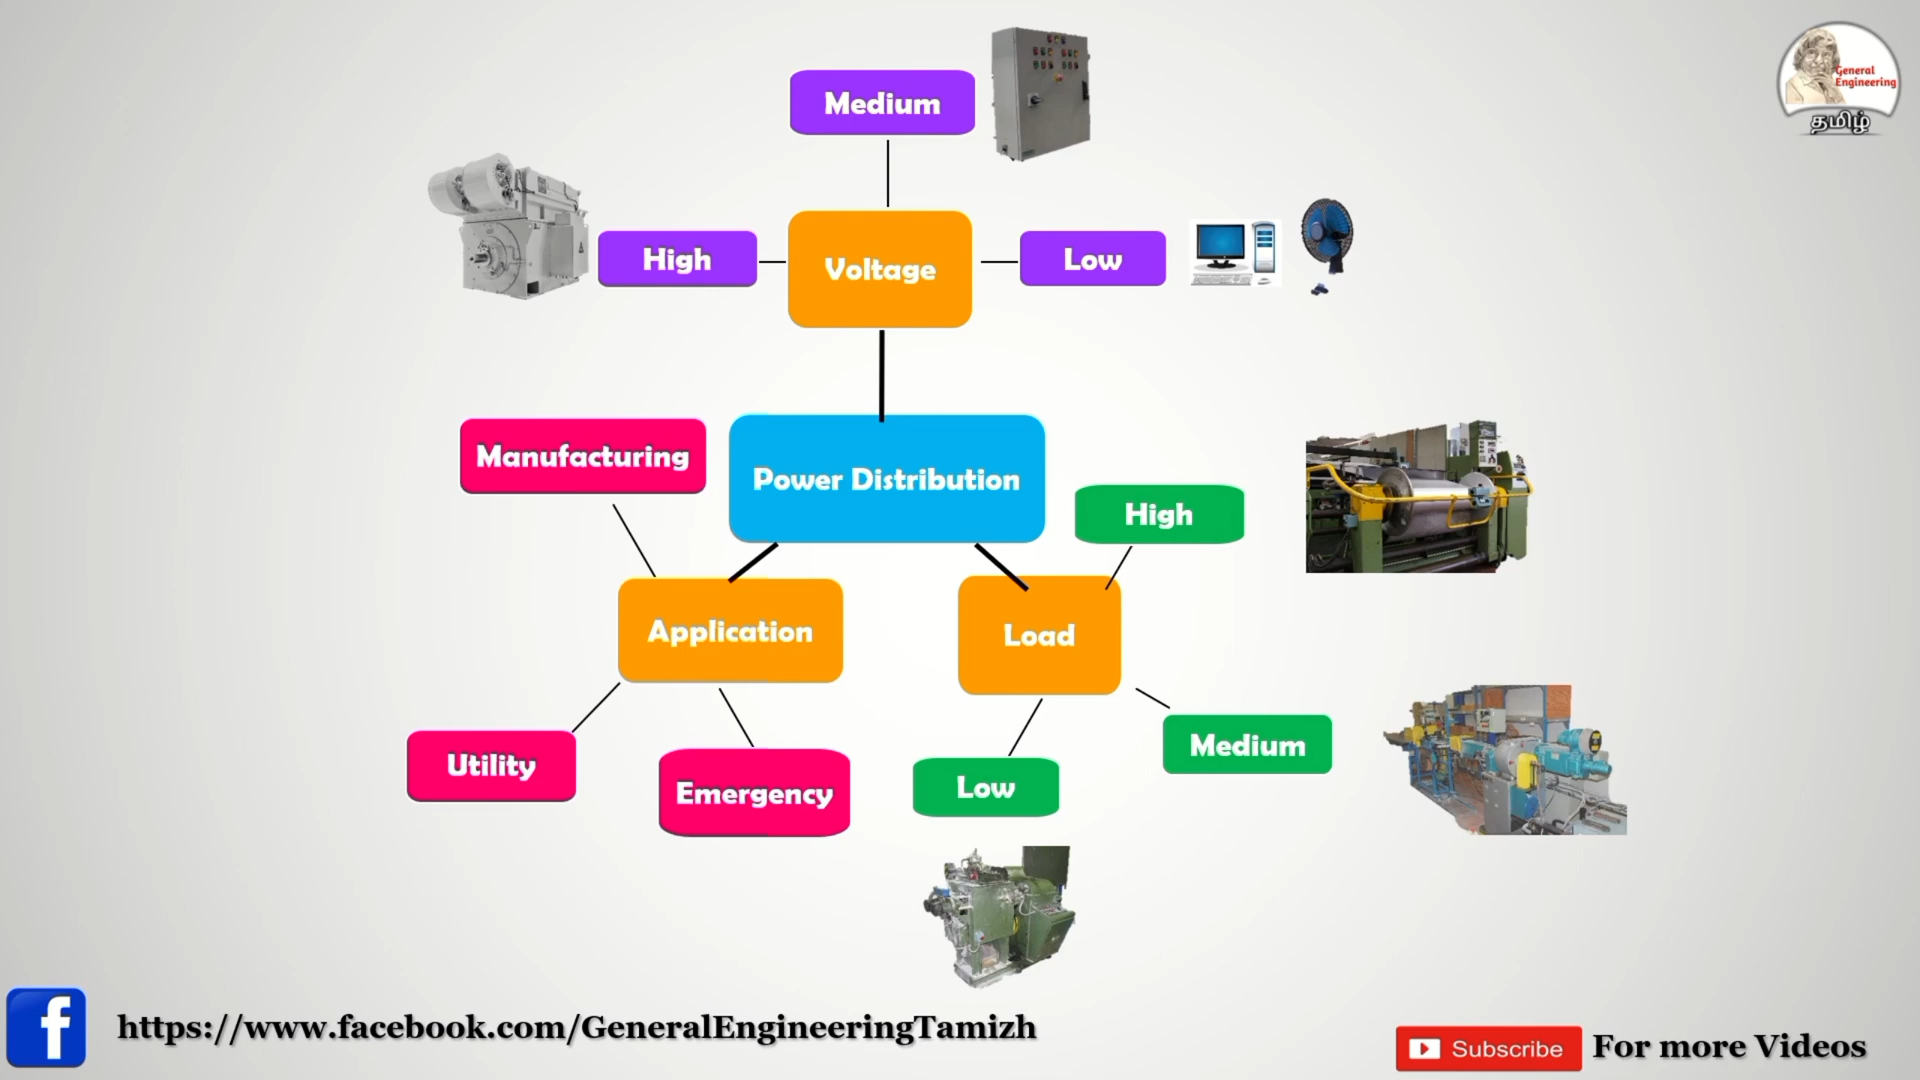 Medium
General
Engineering
தமிழ்
High
Voltage
Low
Manufacturing
Power Distribution
High
Application
Load
Utility
Emergency
Low
Medium
f
https://www.facebook.com/GeneralEngineeringTamizh
Subscribe
For more Videos